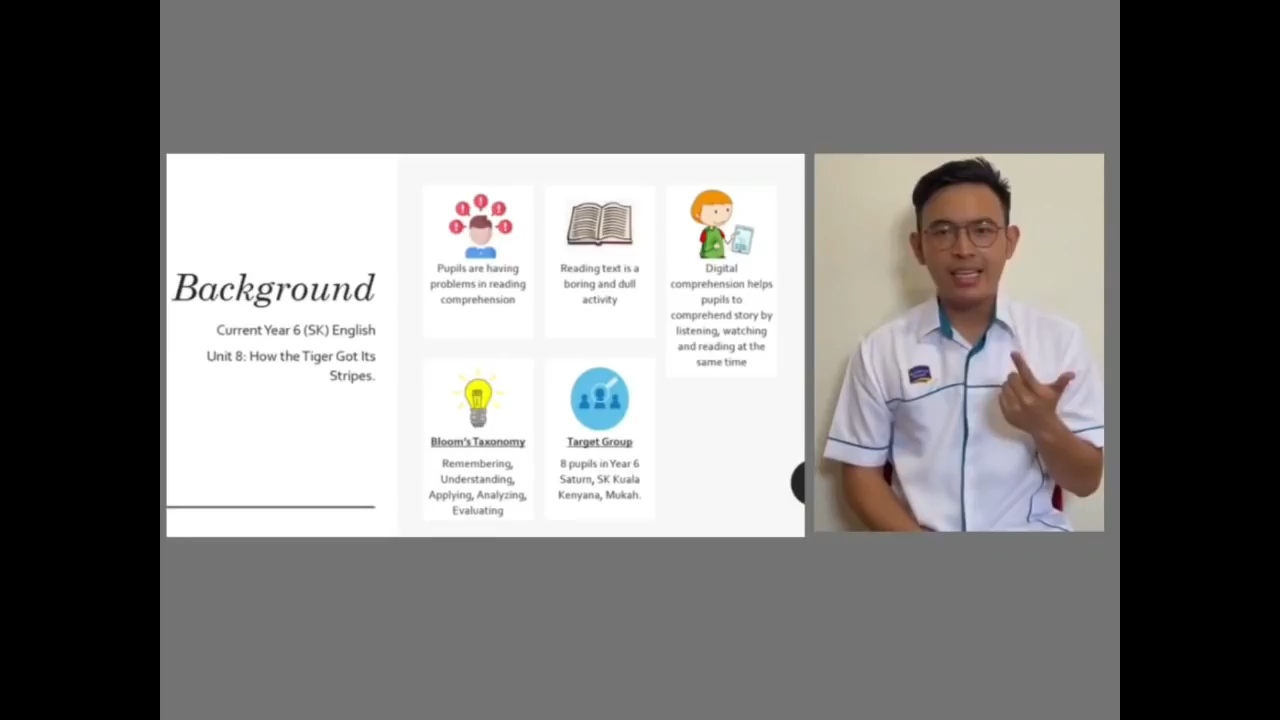 Background
Current Year 6 (SK) English
Unit 8: How the Tiger Got Its
Stripes.
Pupils are having
problems in reading
comprehension
Reading text is a
boring and dull
activity
Digital
comprehension helps
pupils to
comprehend story by
listening, watching
and reading at the
same time
Bloom's Taxonomy
Remembering,
Understanding,
Applying, Analyzing,
Evaluating
Target Group
8 pupils in Year 6
Saturn, SK Kuala
Kenyana, Mukah.